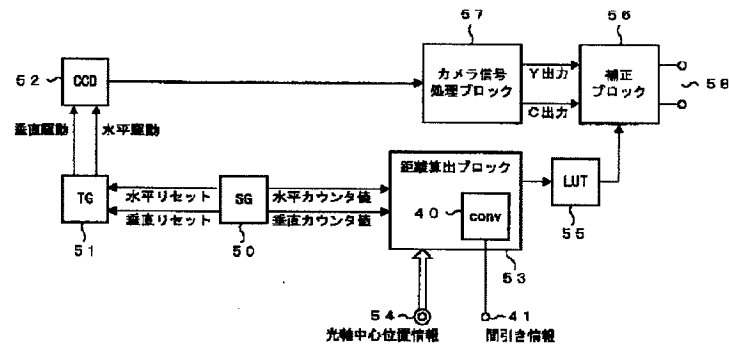 57
56
52
CCD
カメラ信号
処理ブロック
Y出力
C出力
補正
ブロック
58
垂直駆動
水平駆動
距離算出ブロック
TG
水平リセット
垂直リセット
SG
水平カウンタ値
垂直カウンタ値
40
conv
LUT
51
50
55
53
54
41
光軸中心位置情報
間引き情報